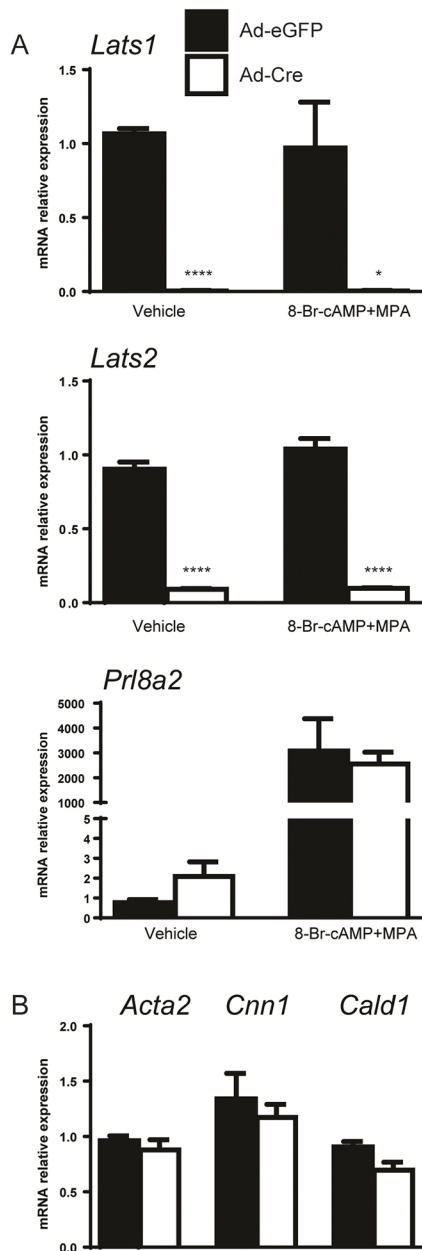 A
Lats1
Ad-eGFP
Ad-Cre
mRNA relative expression
1.5
1.0
0.5
0.0
****
*
Vehicle
8-Br-cAMP+MPA
Lats2
mRNA relative expression
1.5
1.0
0.5
0.0
****
****
Vehicle
8-Br-cAMP+MPA
Prl8a2
mRNA relative expression
5000
4000
3000
2000
1000
5
4
3
2
1
0
Vehicle
8-Br-cAMP+MPA
B
Acta2 Cnn1 Cald1
mRNA relative expression
2.0
1.5
1.0
0.5
0.0